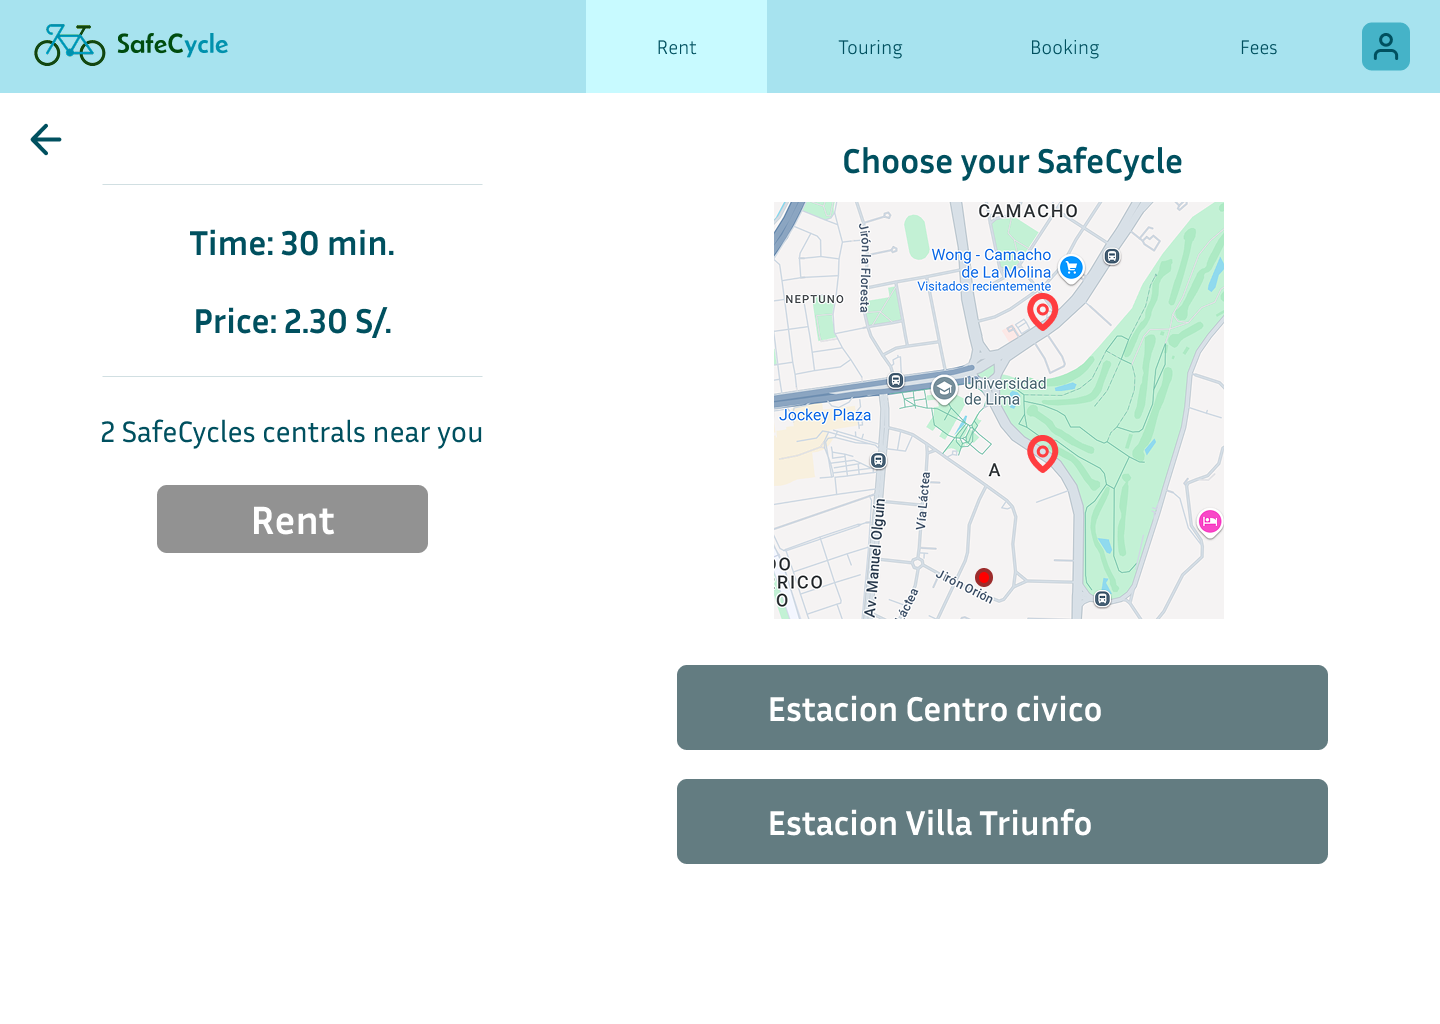 SafeCycle
Rent
Touring
Booking
Fees
Time: 30 min.
Price: 2.30 S/.
2 SafeCycles centrals near you
Rent
Choose your SafeCycle
CAMACHO
Jirón la Floresta
Wong - Camacho
de La Molina
Visitados recientemente
NEPTUNO
Universidad
de Lima
Jockey Plaza
A
Vía Láctea
Av. Manuel Olguín
DO
RICO
O
Jirón Orión
Láctea
Estacion Centro civico
Estacion Villa Triunfo